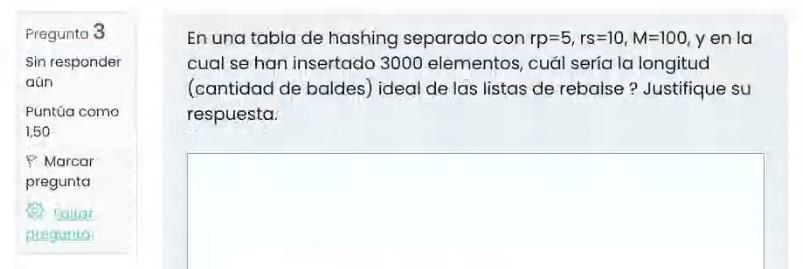 Pregunta 3
Sin responder
aún
Puntúa como
1,50
Marcar
pregunta
pregunta
En una tabla de hashing separado con rp=5, rs=10, M=100, y en la
cual se han insertado 3000 elementos, cuál sería la longitud
(cantidad de baldes) ideal de las listas de rebalse ? Justifique su
respuesta.